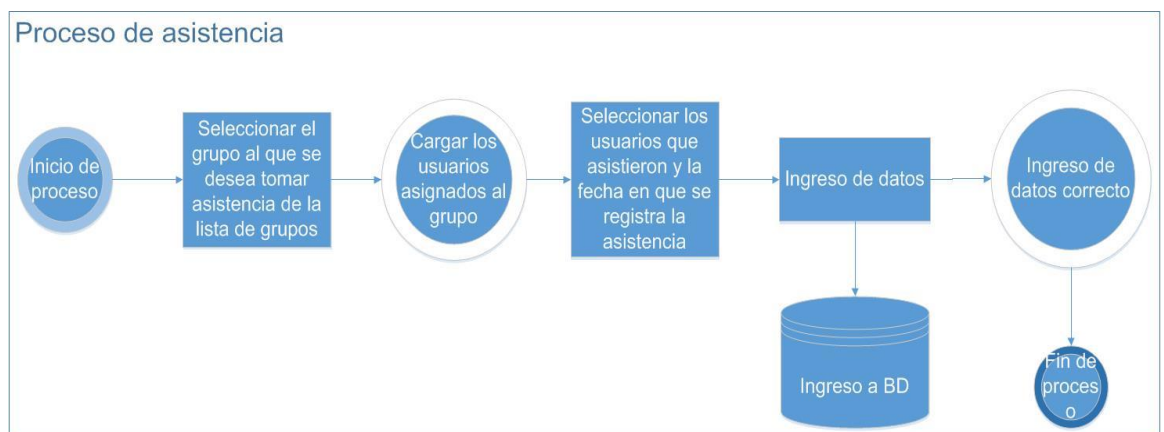 Proceso de asistencia
Inicio de
proceso
Seleccionar el
grupo al que se
desea tomar
asistencia de la
lista de grupos
Cargar los
usuarios
asignados al
grupo
Seleccionar los
usuarios que
asistieron y la
fecha en que se
registra la
asistencia
Ingreso de datos
Ingreso de
datos correcto
Ingreso a BD
Fin de
proces
o